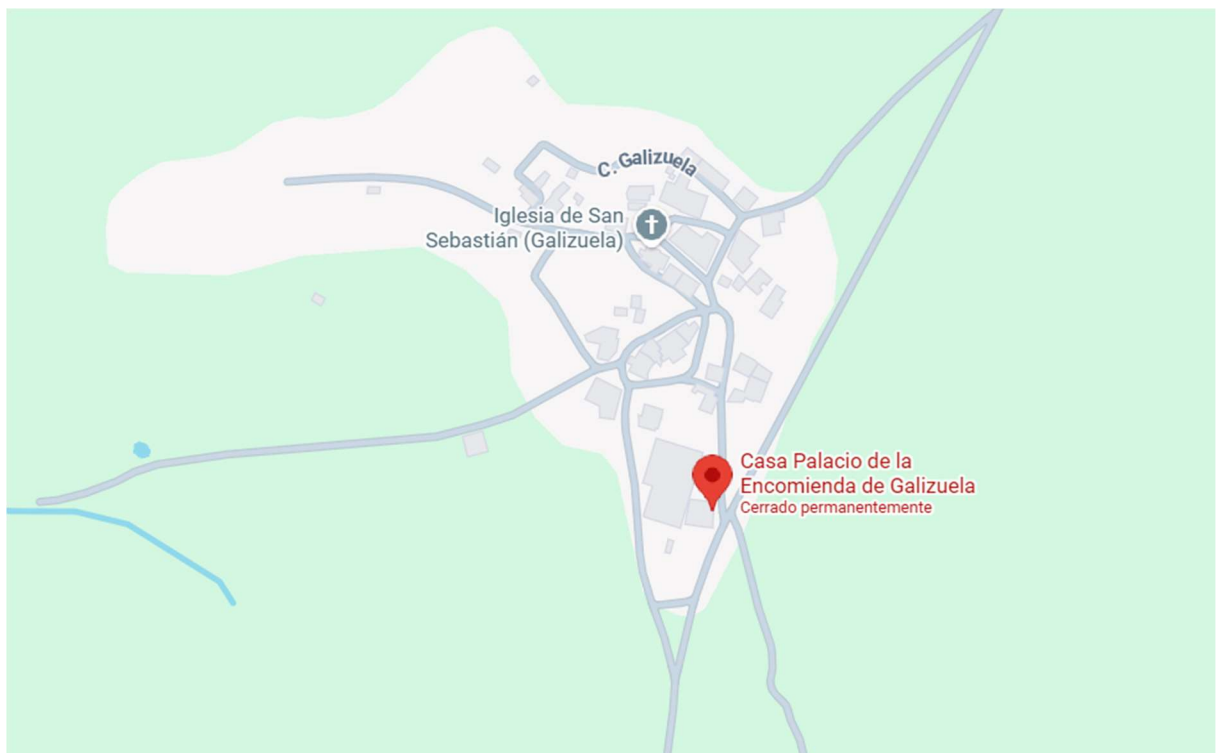 C. Galizuela
Iglesia de San
Sebastián (Galizuela)
Casa Palacio de la
Encomienda de Galizuela
Cerrado permanentemente